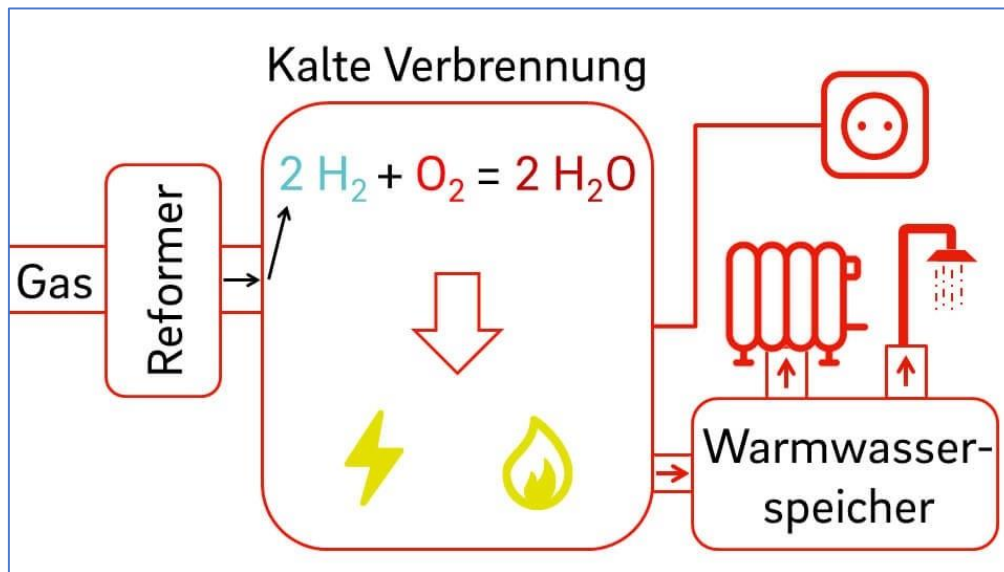 Kalte Verbrennung
2 H₂ + O₂ = 2 H₂O
Gas
Reformer
Warmwasser-
speicher